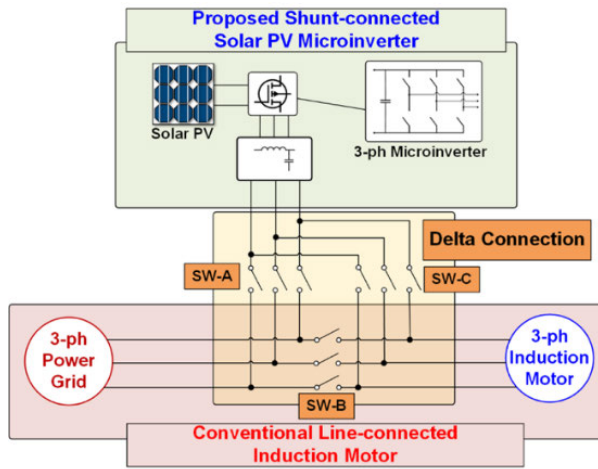 Proposed Shunt-connected
Solar PV Microinverter
Solar PV
3-ph Microinverter
Delta Connection
SW-A
SW-C
3-ph
Power
Grid
3-ph
Induction
Motor
SW-B
Conventional Line-connected
Induction Motor